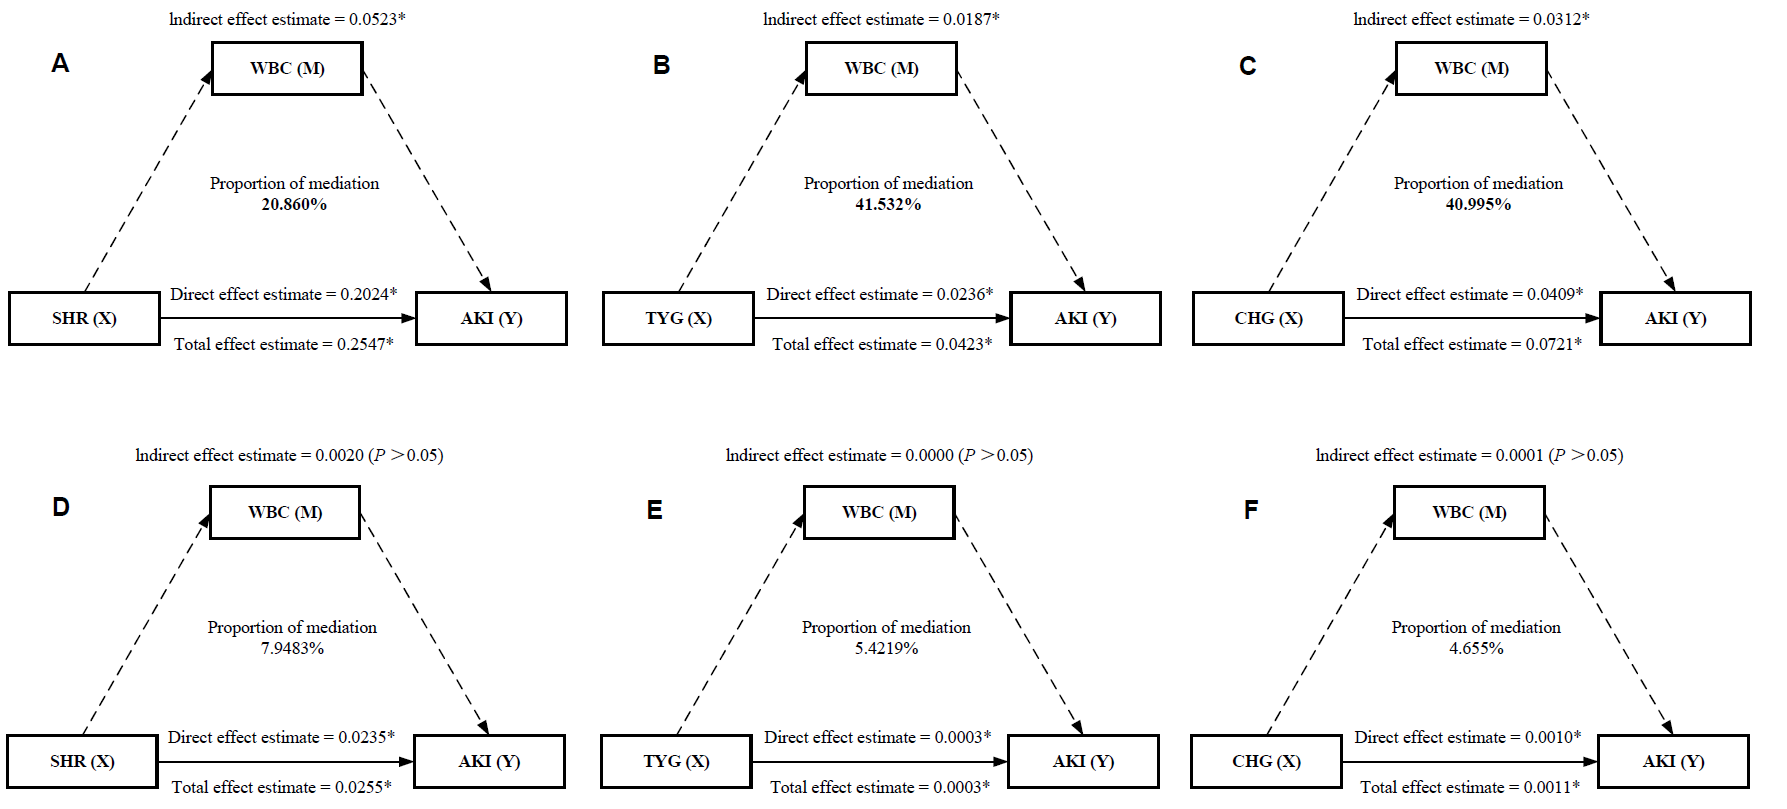 Indirect effect estimate = 0.0523*
A
WBC (M)
Proportion of mediation
20.860%
Direct effect estimate = 0.2024*
SHR (X)
AKI (Y)
Total effect estimate = 0.2547*
Indirect effect estimate = 0.0187*
B
WBC (M)
Proportion of mediation
41.532%
Direct effect estimate = 0.0236*
TYG (X)
AKI (Y)
Total effect estimate = 0.0423*
Indirect effect estimate = 0.0312*
C
WBC (M)
Proportion of mediation
40.995%
Direct effect estimate = 0.0409*
CHG (X)
AKI (Y)
Total effect estimate = 0.0721*
Indirect effect estimate = 0.0020 (P >0.05)
D
WBC (M)
Proportion of mediation
7.9483%
Direct effect estimate = 0.0235*
SHR (X)
AKI (Y)
Total effect estimate = 0.0255*
Indirect effect estimate = 0.0000 (P >0.05)
E
WBC (M)
Proportion of mediation
5.4219%
Direct effect estimate = 0.0003*
TYG (X)
AKI (Y)
Total effect estimate = 0.0003*
Indirect effect estimate = 0.0001 (P >0.05)
F
WBC (M)
Proportion of mediation
4.655%
Direct effect estimate = 0.0010*
CHG (X)
AKI (Y)
Total effect estimate = 0.0011*